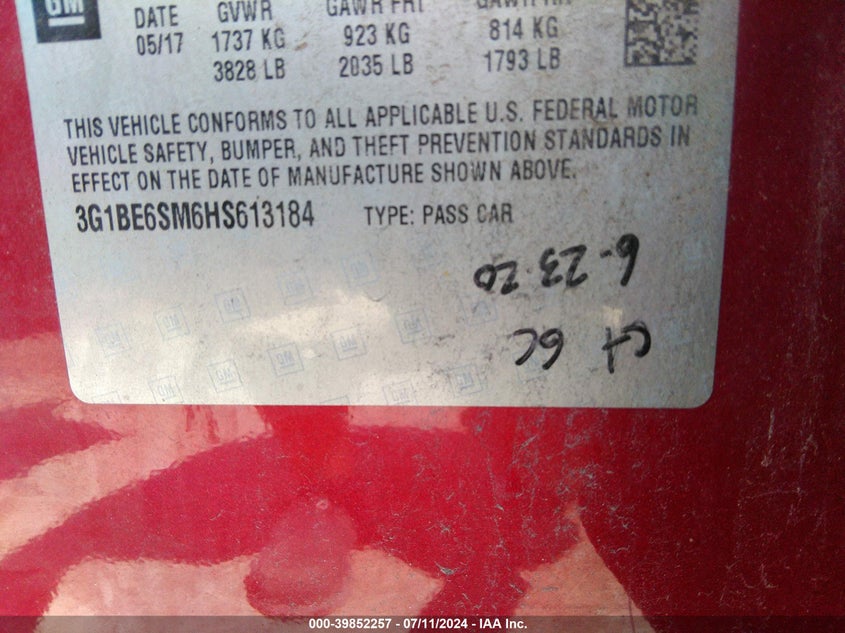 GM
DATE GVWR GAWR FRT GAWR RR
05/17 1737 KG 923 KG 814 KG
3828 LB 2035 LB 1793 LB
THIS VEHICLE CONFORMS TO ALL APPLICABLE U.S. FEDERAL MOTOR
VEHICLE SAFETY, BUMPER, AND THEFT PREVENTION STANDARDS IN
EFFECT ON THE DATE OF MANUFACTURE SHOWN ABOVE.
3G1BE6SM6HS613184 TYPE: PASS CAR
6-23-20
6C
000-39852257 - 07/11/2024 - IAA Inc.